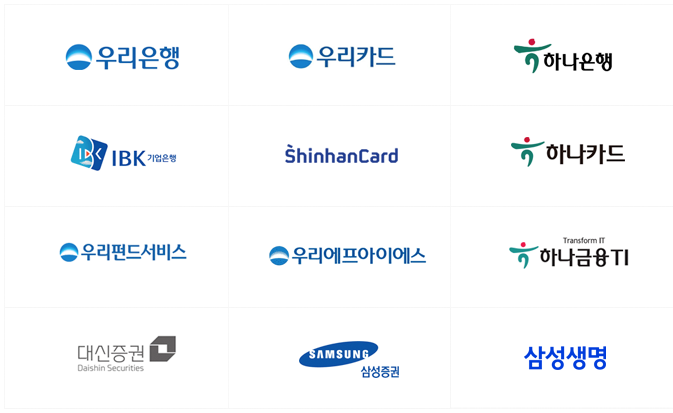 우리은행
우리카드
하나은행
IBK 기업은행
ShinhanCard
하나카드
우리펀드서비스
우리에프아이에스
Transform IT
하나금융TI
대신증권
Daishin Securities
SAMSUNG
삼성증권
삼성생명